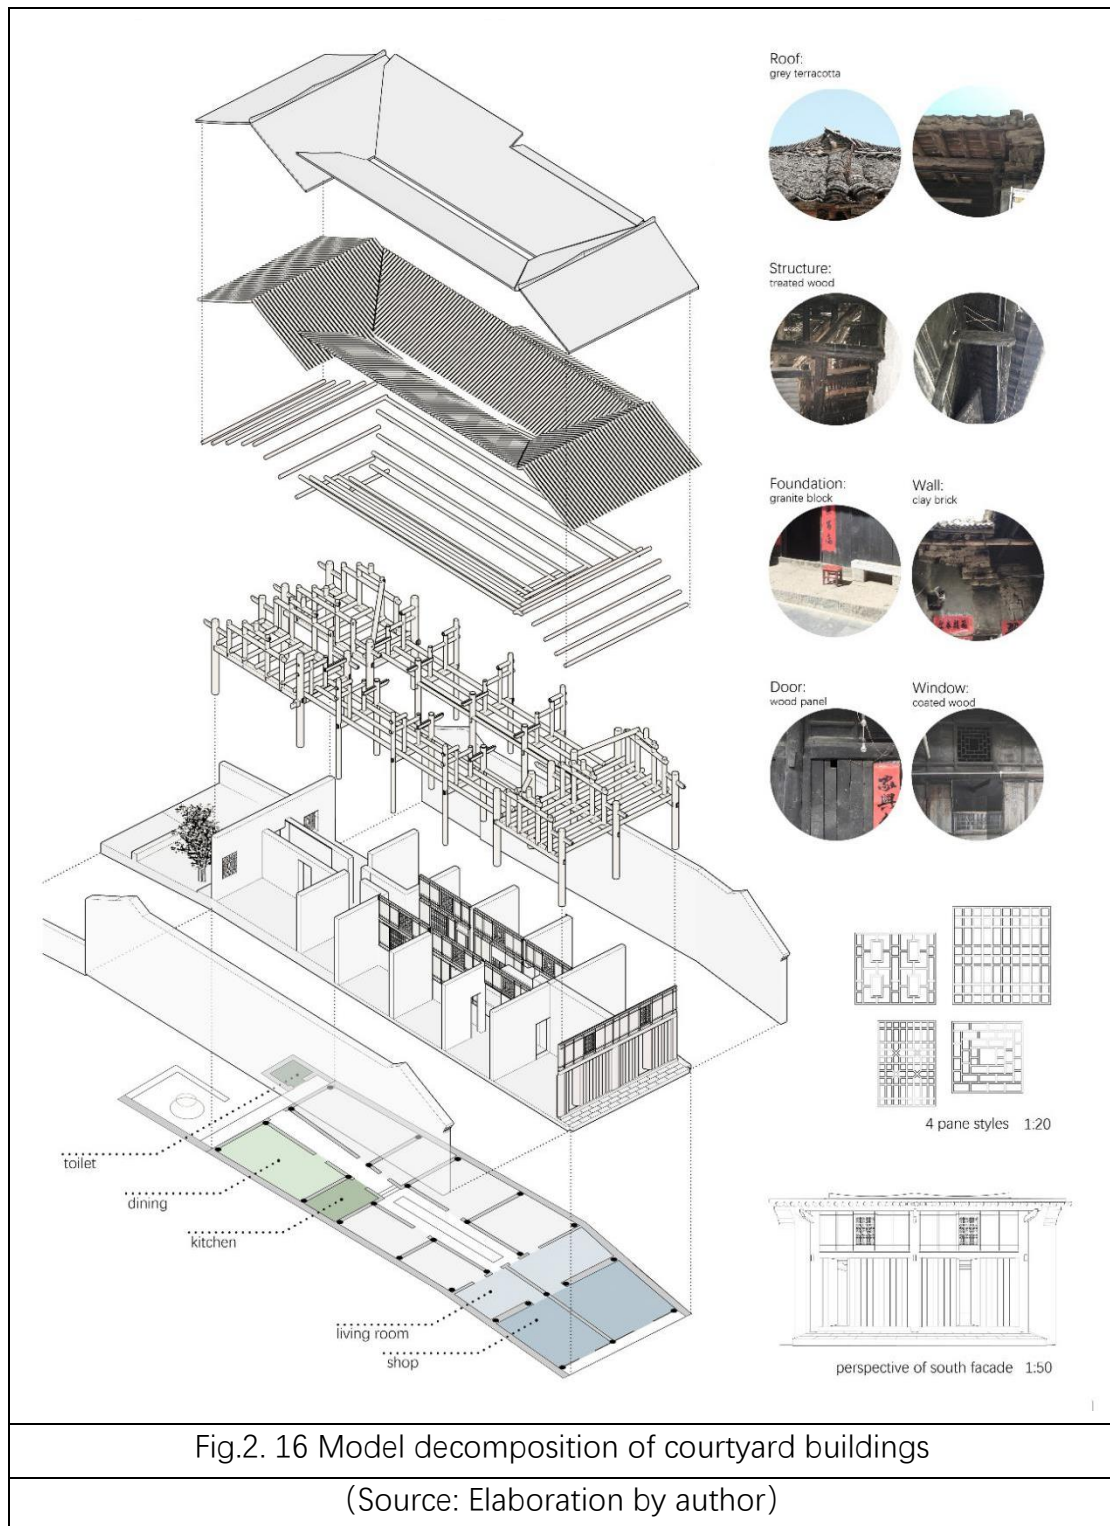 Roof:
grey terracotta
Structure:
treated wood
Foundation:
granite block
Wall:
clay brick
Door:
wood panel
Window:
coated wood
4 pane styles 1:20
toilet
dining
kitchen
living room
shop
perspective of south facade 1:50
Fig.2. 16 Model decomposition of courtyard buildings
(Source: Elaboration by author)